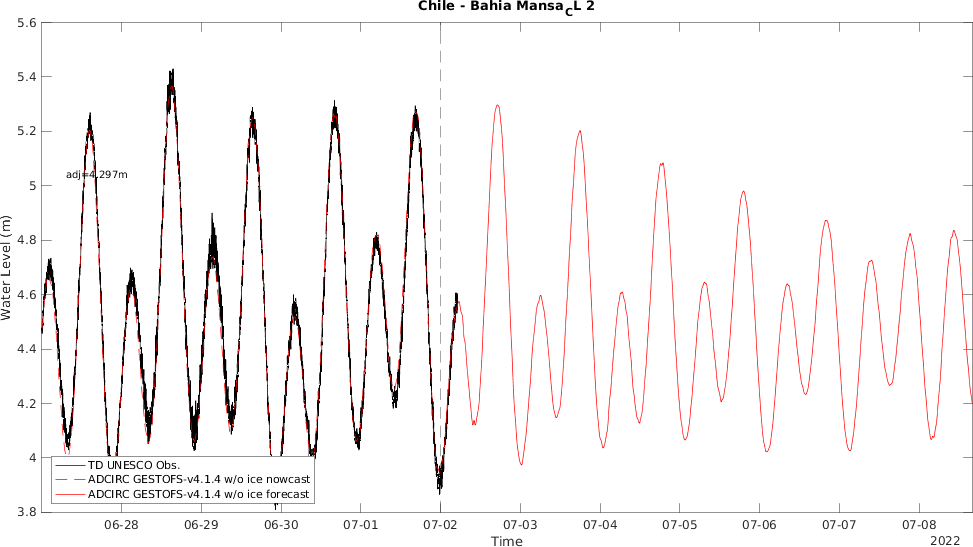 Chile - Bahia Mansa_CL 2
5.6
5.4
5.2
5
4.8
4.6
4.4
4.2
4
3.8
Water Level (m)
adj=4.297m
TD UNESCO Obs.
ADCIRC GESTOFS-v4.1.4 w/o ice nowcast
ADCIRC GESTOFS-v4.1.4 w/o ice forecast
06-28 06-29 06-30 07-01 07-02 07-03 07-04 07-05 07-06 07-07 07-08
Time
2022